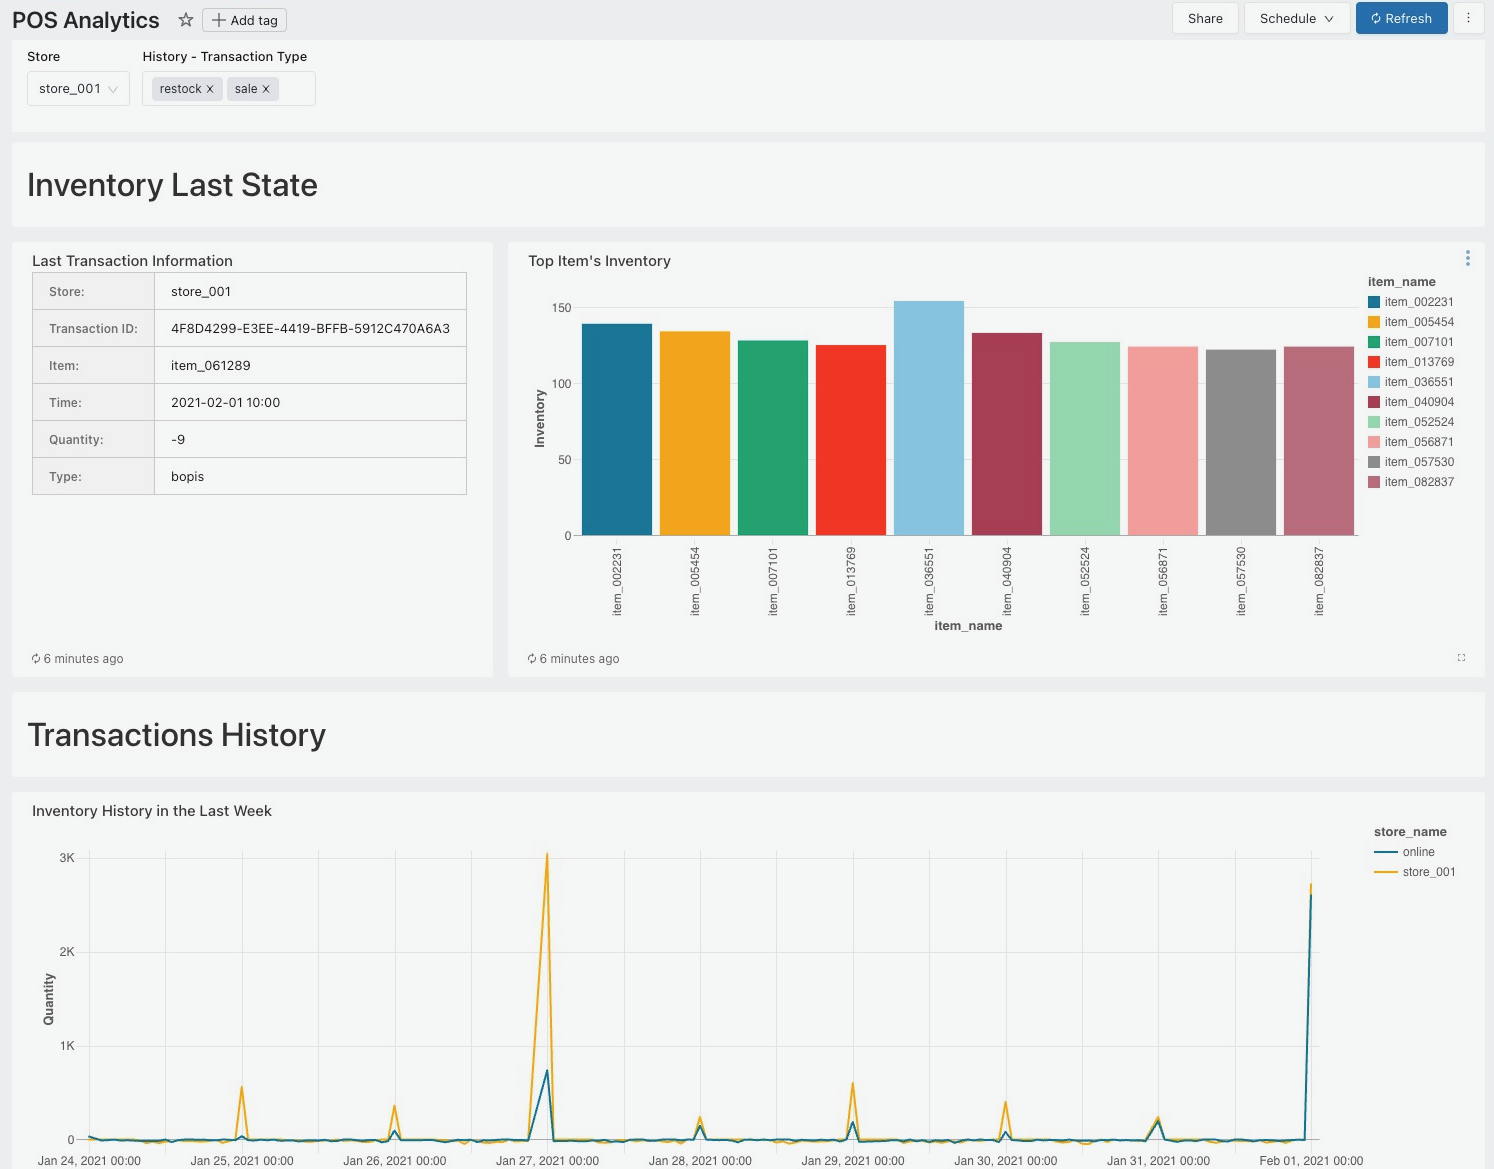 POS Analytics
Add tag
Share
Schedule
Refresh
Store
History - Transaction Type
store_001
restock x
sale x
Inventory Last State
Last Transaction Information
Store: store_001
Transaction ID: 4F8D4299-E3EE-4419-BFFB-5912C470A6A3
Item: item_061289
Time: 2021-02-01 10:00
Quantity: -9
Type: bopis
6 minutes ago
Top Item's Inventory
Inventory
150
100
50
0
item_002231
item_005454
item_007101
item_013769
item_036551
item_040904
item_052524
item_056871
item_057530
item_082837
item_name
item_name
item_002231
item_005454
item_007101
item_013769
item_036551
item_040904
item_052524
item_056871
item_057530
item_082837
6 minutes ago
Transactions History
Inventory History in the Last Week
Quantity
3K
2K
1K
0
Jan 24, 2021 00:00
Jan 25, 2021 00:00
Jan 26, 2021 00:00
Jan 27, 2021 00:00
Jan 28, 2021 00:00
Jan 29, 2021 00:00
Jan 30, 2021 00:00
Jan 31, 2021 00:00
Feb 01, 2021 00:00
store_name
online
store_001